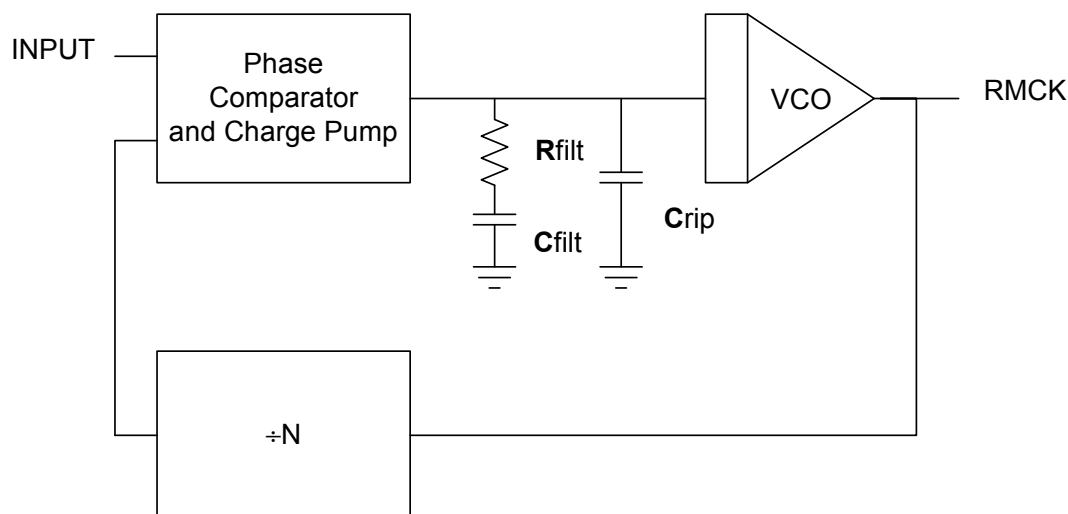 INPUT
Phase
Comparator
and Charge Pump
VCO
RMCK
Rfilt
Cfilt
Crip
÷N